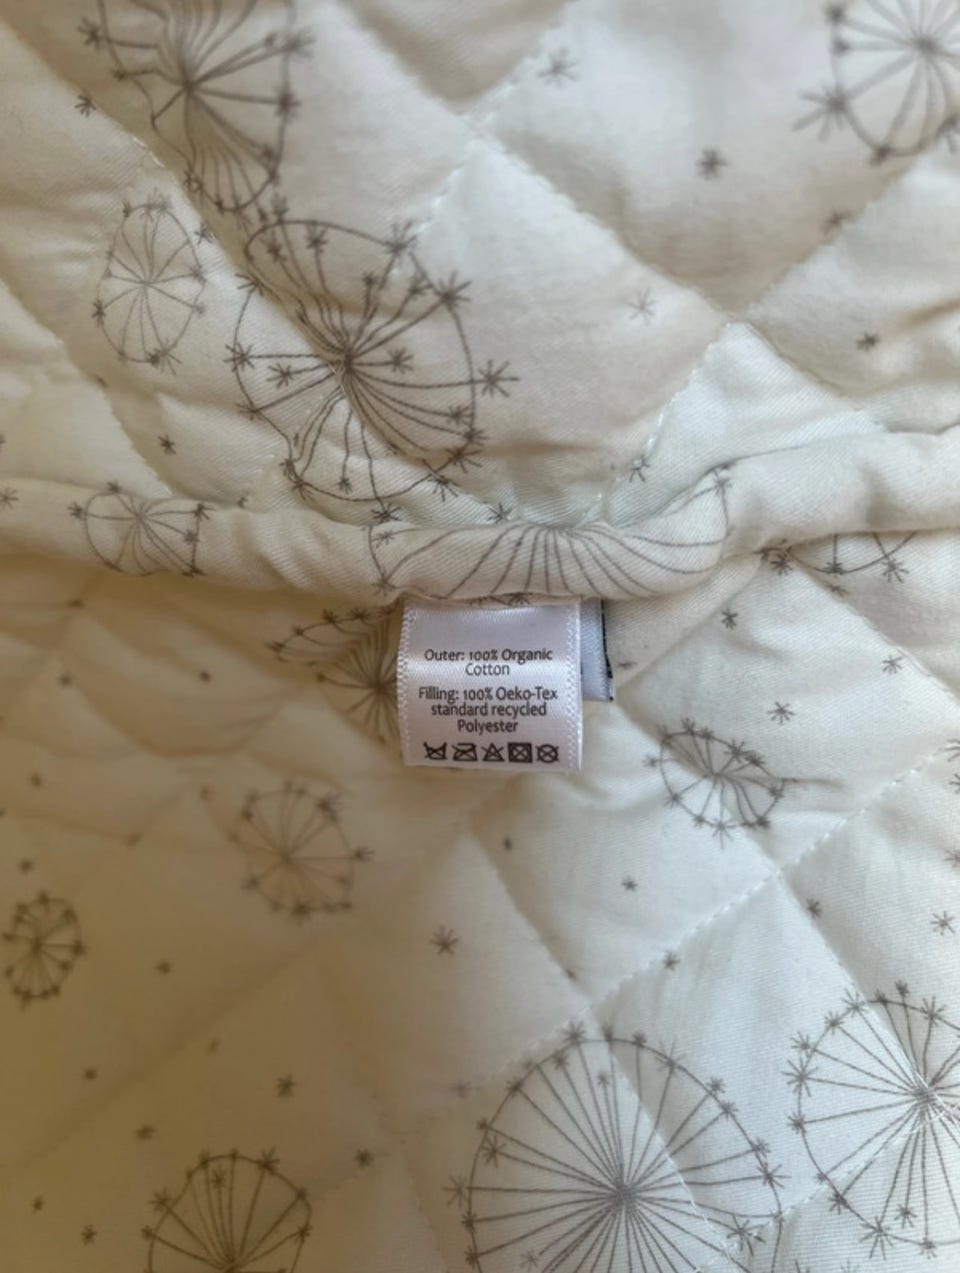 Outer: 100% Organic
Cotton
Filling: 100% Oeko-Tex
standard recycled
Polyester